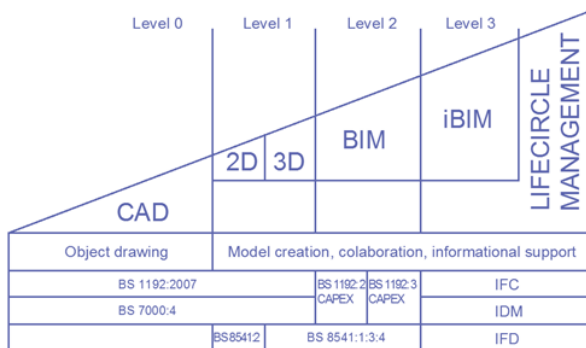 Level 0 Level 1 Level 2 Level 3
2D 3D BIM iBIM
CAD
LIFECIRCLE
MANAGEMENT
Object drawing Model creation, colaboration, informational support
BS 1192:2007 BS 1192:2 CAPEX BS 1192:3 CAPEX IFC
BS 7000:4 IDM
BS8541:2 BS 8541:1:3:4 IFD